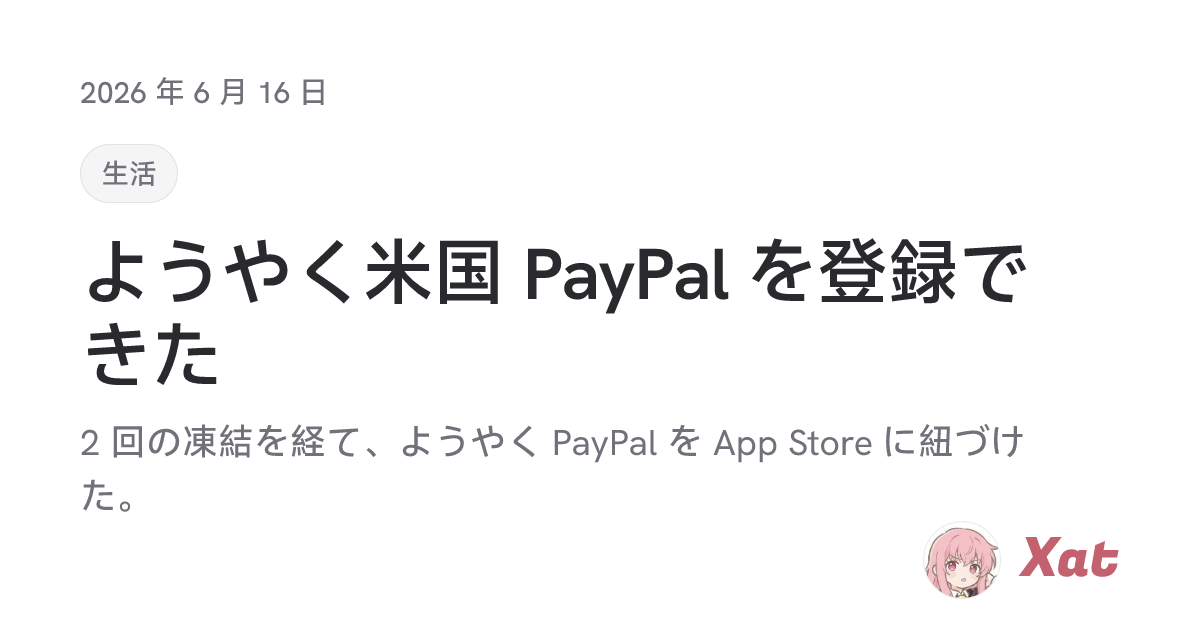 2026 年 6 月 16 日
生活
ようやく米国 PayPal を登録で
きた
2 回の凍結を経て、ようやく PayPal を App Store に紐づけ
た。
Xat